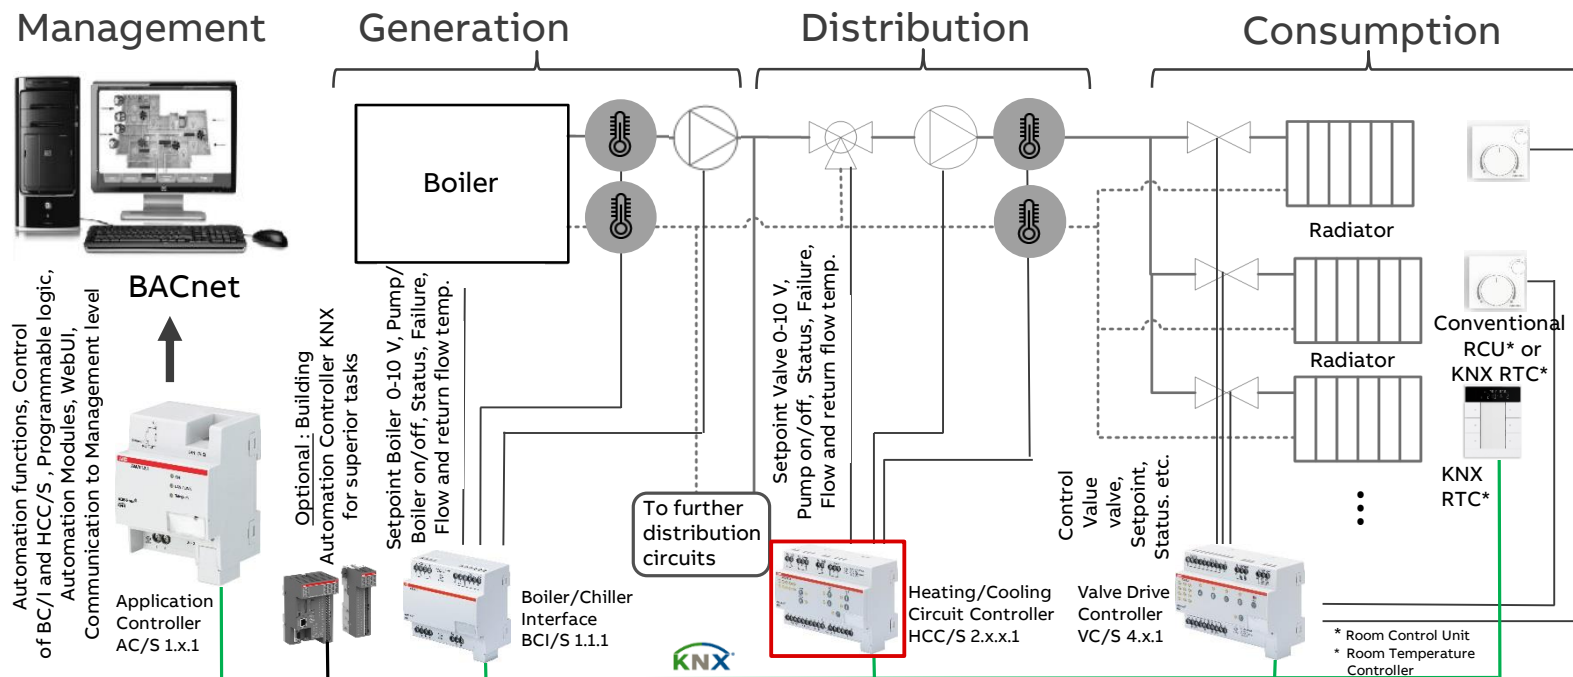 Management
Generation
Distribution
Consumption
Boiler
BACnet
Radiator
Radiator
Conventional
RCU* or
KNX RTC*
KNX
RTC*
Automation functions, Control
of BC/I and HCC/S , Programmable logic,
Automation Modules, WebUI,
Communication to Management level
Optional : Building
Automation Controller KNX
for superior tasks
Setpoint Boiler 0-10 V, Pump/
Boiler on/off, Status, Failure,
Flow and return flow temp.
Setpoint Valve 0-10 V,
Pump on/off, Status, Failure,
Flow and return flow temp.
Control
Value
valve,
Setpoint,
Status. etc.
To further
distribution
circuits
Application
Controller
AC/S 1.x.1
Boiler/Chiller
Interface
BCI/S 1.1.1
Heating/Cooling
Circuit Controller
HCC/S 2.x.x.1
Valve Drive
Controller
VC/S 4.x.1
KNX
* Room Control Unit
* Room Temperature
Controller